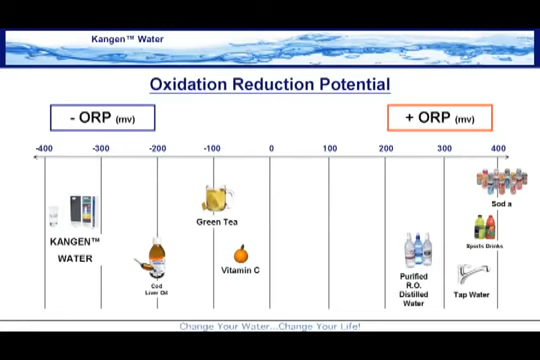 Kangen™ Water
Oxidation Reduction Potential
- ORP (mv)
+ ORP (mv)
-400 -300 -200 -100 0 100 200 300 400
Sod a
Green Tea
KANGEN™
WATER
Sports Drinks
Vitamin C
Cod
Liver Oil
Purified
R.O.
Distilled
Water
Tap Water
Change Your Water...Change Your Life!